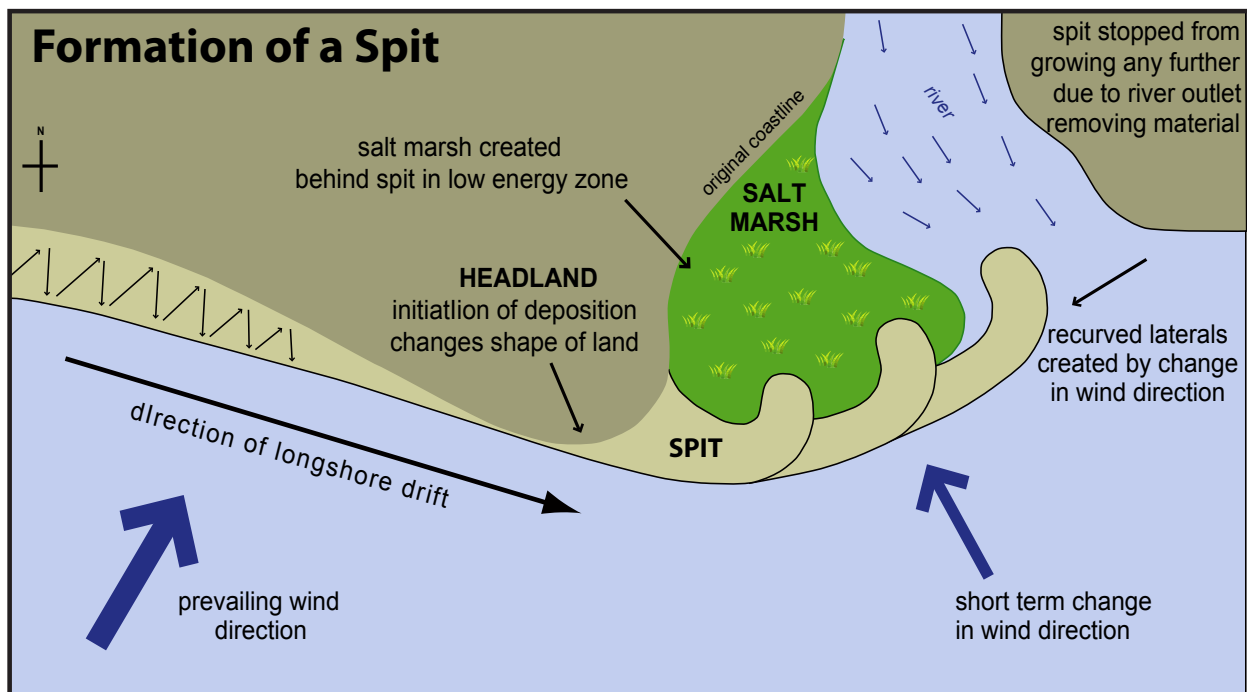 Formation of a Spit
N
salt marsh created
behind spit in low energy zone
original coastline
river
spit stopped from
growing any further
due to river outlet
removing material
SALT
MARSH
HEADLAND
initiatlion of deposition
changes shape of land
recurved laterals
created by change
in wind direction
SPIT
dIrection of longshore drift
prevailing wind
direction
short term change
in wind direction